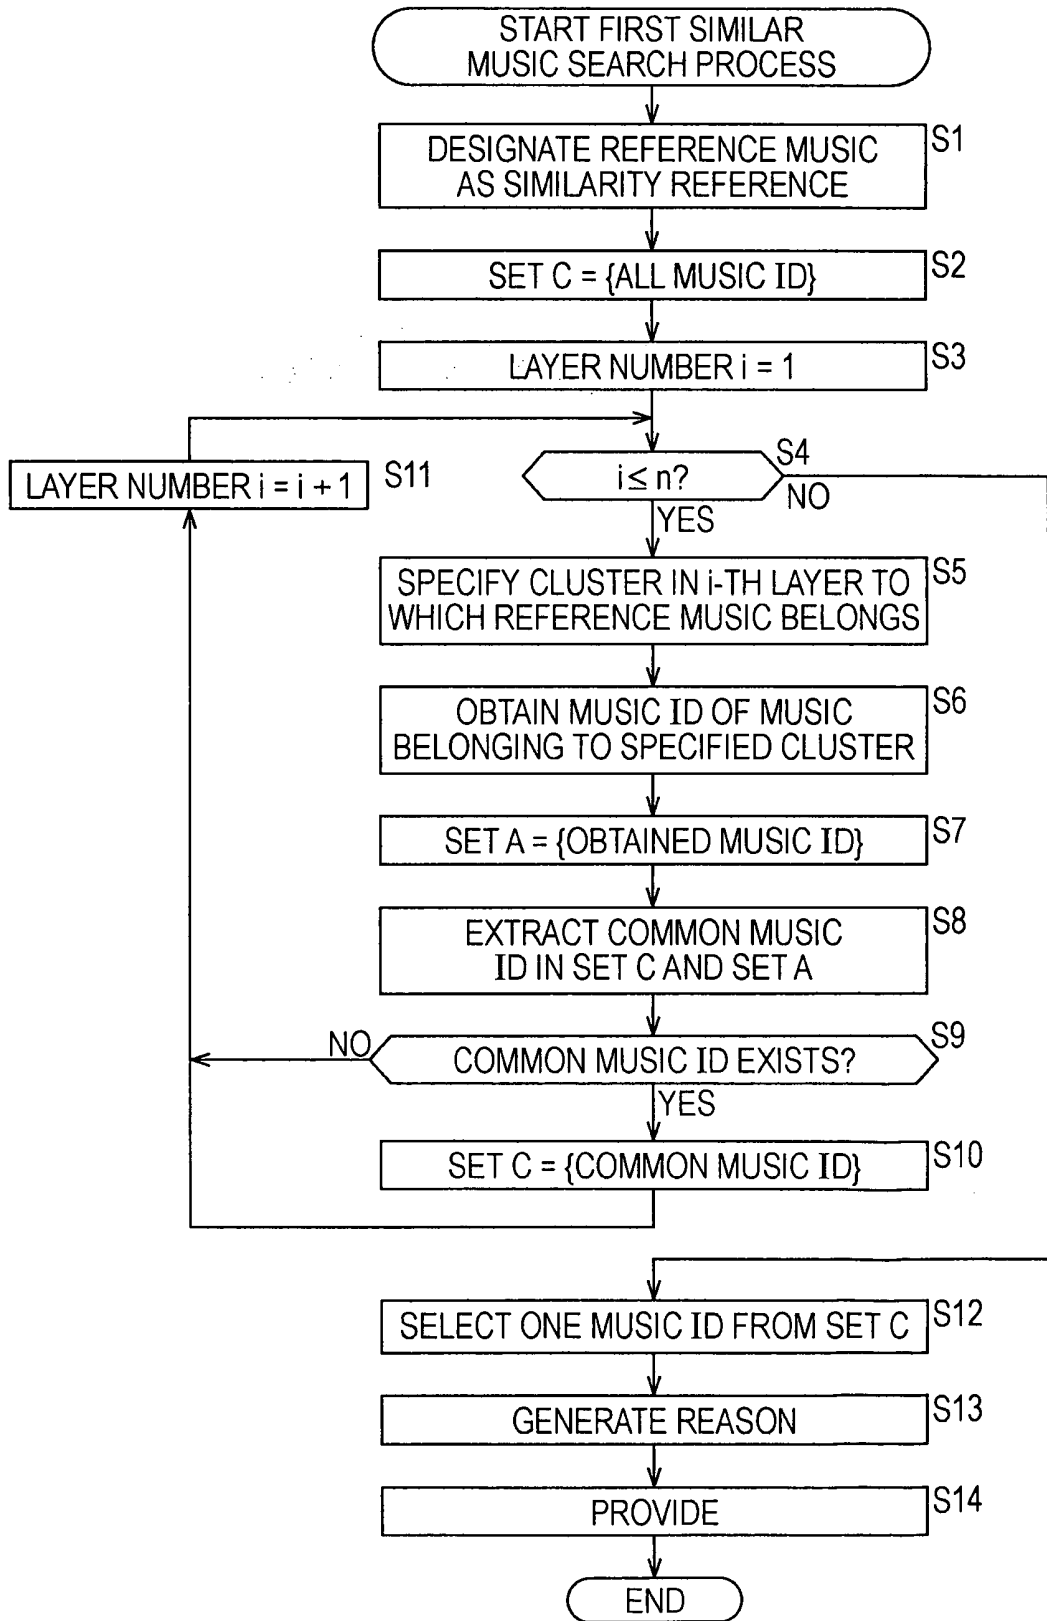 START FIRST SIMILAR
MUSIC SEARCH PROCESS
DESIGNATE REFERENCE MUSIC
AS SIMILARITY REFERENCE
S1
SET C = {ALL MUSIC ID}
S2
LAYER NUMBER i = 1
S3
LAYER NUMBER i = i + 1
S11
i ≤ n?
S4
NO
YES
SPECIFY CLUSTER IN i-TH LAYER TO
WHICH REFERENCE MUSIC BELONGS
S5
OBTAIN MUSIC ID OF MUSIC
BELONGING TO SPECIFIED CLUSTER
S6
SET A = {OBTAINED MUSIC ID}
S7
EXTRACT COMMON MUSIC
ID IN SET C AND SET A
S8
NO
COMMON MUSIC ID EXISTS?
S9
YES
SET C = {COMMON MUSIC ID}
S10
SELECT ONE MUSIC ID FROM SET C
S12
GENERATE REASON
S13
PROVIDE
S14
END